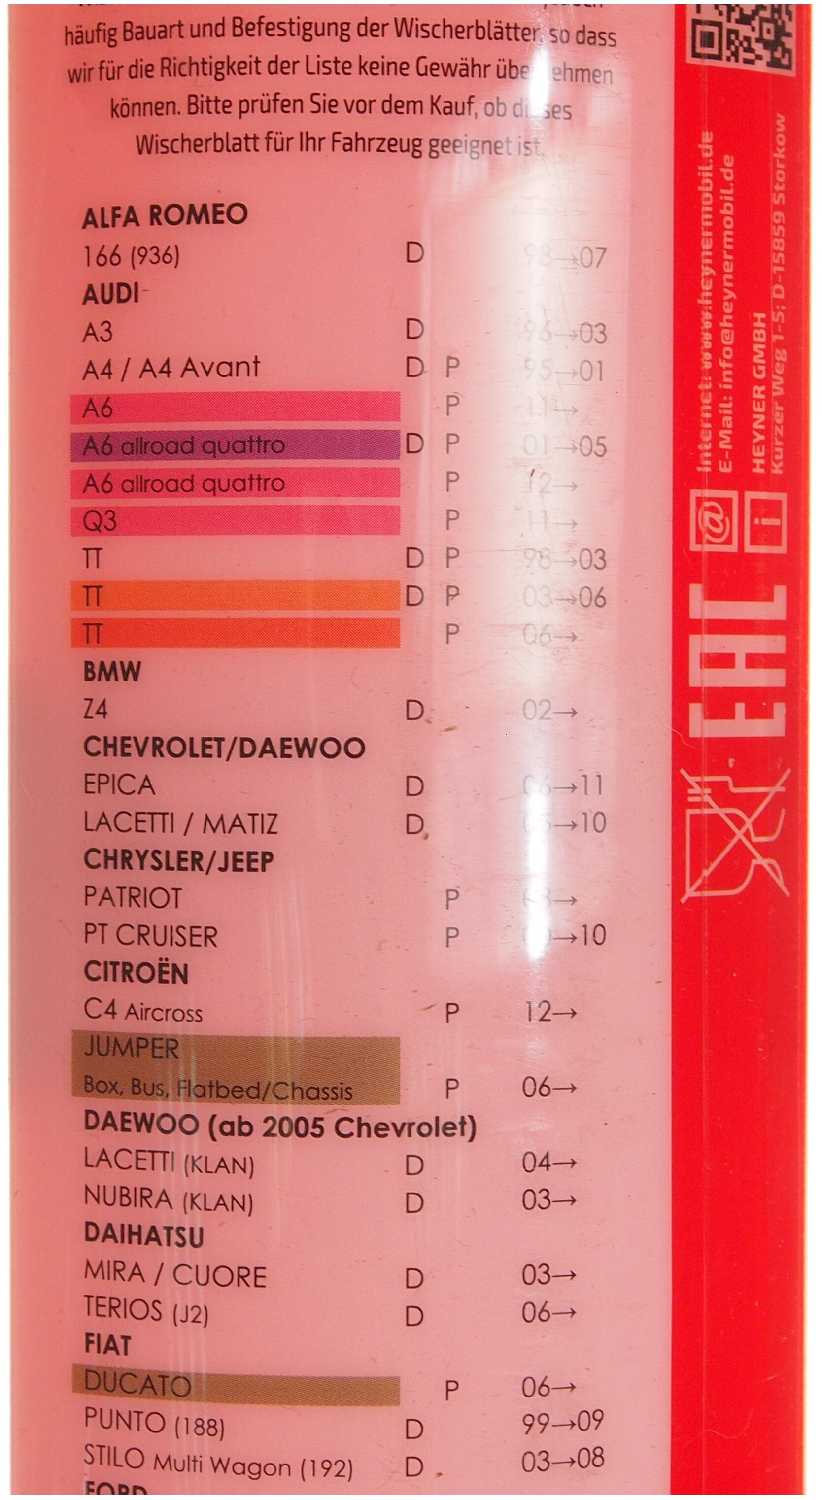 häufig Bauart und Befestigung der Wischerblätter, so dass
wir für die Richtigkeit der Liste keine Gewähr übernehmen
können. Bitte prüfen Sie vor dem Kauf, ob dieses
Wischerblatt für Ihr Fahrzeug geeignet ist.
ALFA ROMEO
166 (936) D 98→07
AUDI
A3 D 96→03
A4 / A4 Avant D P 95→01
A6 P 11→
A6 allroad quattro D P 01→05
A6 allroad quattro P 12→
Q3 P 11→
TT D P 98→03
TT D P 03→06
TT P 06→
BMW
Z4 D 02→
CHEVROLET/DAEWOO
EPICA D 06→11
LACETTI / MATIZ D →10
CHRYSLER/JEEP
PATRIOT P
PT CRUISER P →10
CITROËN
C4 Aircross P 12→
JUMPER
Box, Bus, Flatbed/Chassis P 06→
DAEWOO (ab 2005 Chevrolet)
LACETTI (KLAN) D 04→
NUBIRA (KLAN) D 03→
DAIHATSU
MIRA / CUORE D 03→
TERIOS (J2) D 06→
FIAT
DUCATO P 06→
PUNTO (188) D 99→09
STILO Multi Wagon (192) D 03→08
FORD
Internet: www.heynermobil.de
E-Mail: info@heynermobil.de
HEYNER GMBH
Kurzer Weg 1-5; D-15859 Storkow
@
i
EAC